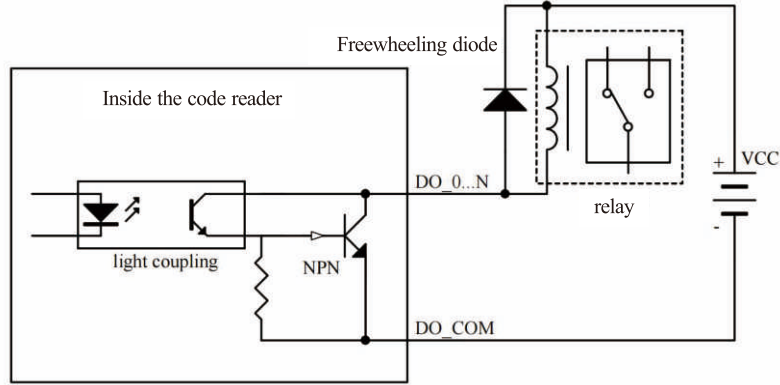 Freewheeling diode
Inside the code reader
+ VCC
DO_0...N
-
relay
light coupling
NPN
DO_COM